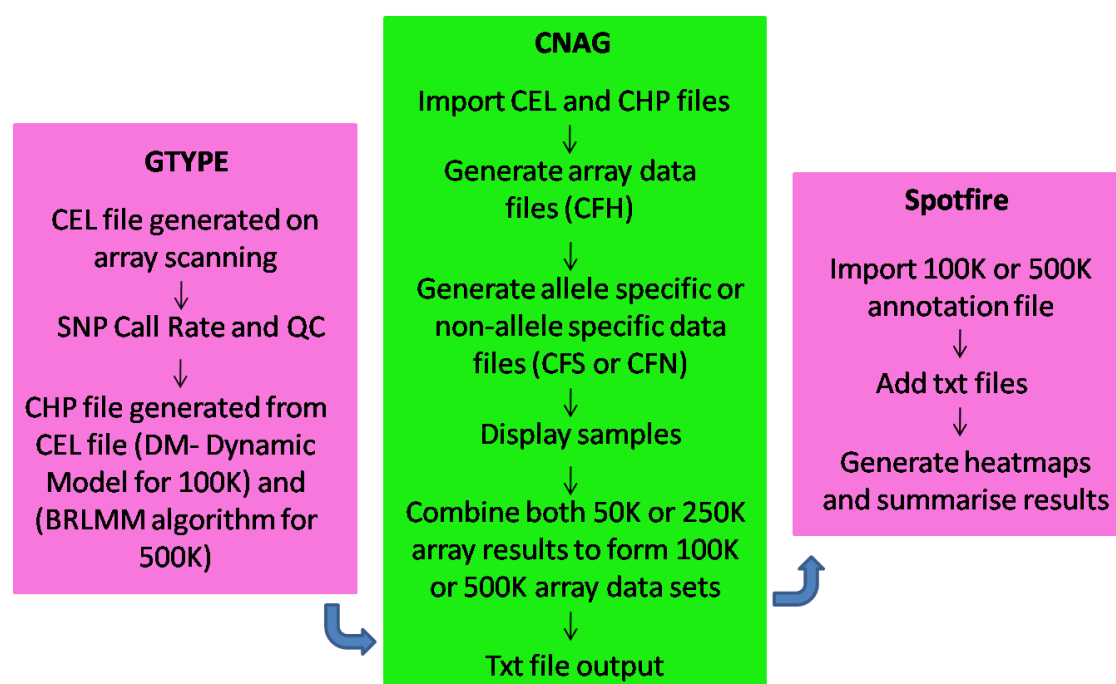 GTYPE
CEL file generated on
array scanning
SNP Call Rate and QC
CHP file generated from
CEL file (DM- Dynamic
Model for 100K) and
(BRLMM algorithm for
500K)
CNAG
Import CEL and CHP files
Generate array data
files (CFH)
Generate allele specific or
non-allele specific data
files (CFS or CFN)
Display samples
Combine both 50K or 250K
array results to form 100K
or 500K array data sets
Txt file output
Spotfire
Import 100K or 500K
annotation file
Add txt files
Generate heatmaps
and summarise results